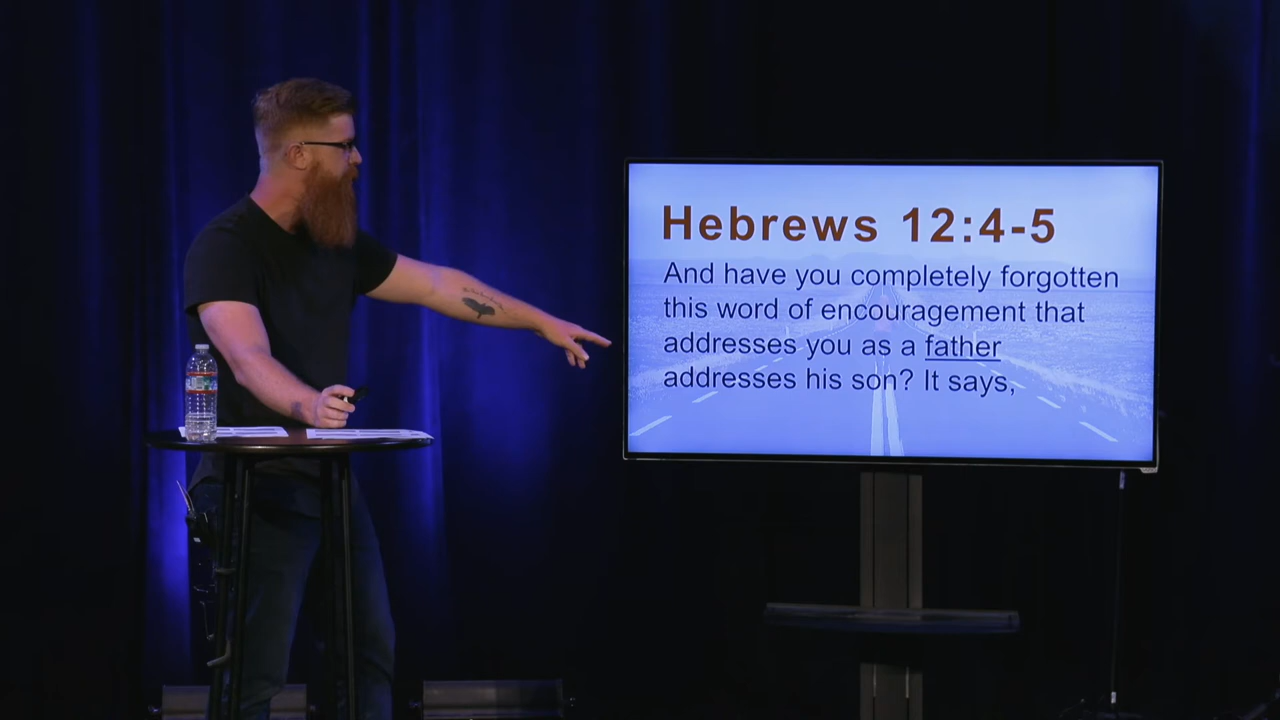 Hebrews 12:4-5
And have you completely forgotten
this word of encouragement that
addresses you as a father
addresses his son? It says,